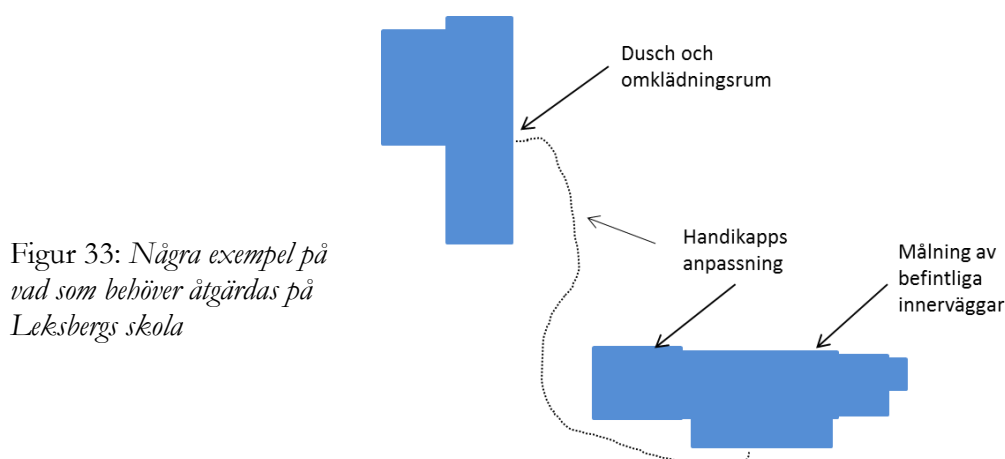 Dusch och
omklädningsrum
Figur 33: Några exempel på
vad som behöver åtgärdas på
Leksbergs skola
Handikapps
anpassning
Målning av
befintliga
innerväggar